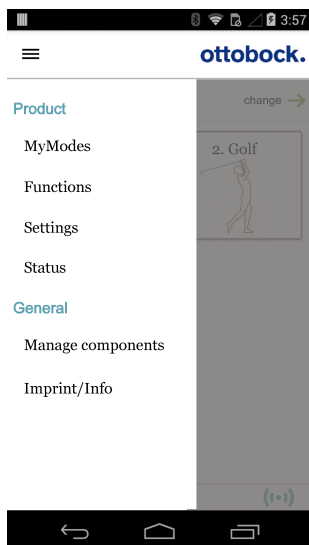 3:57
ottobock.
Product
change
MyModes
2. Golf
Functions
Settings
Status
General
Manage components
Imprint/Info